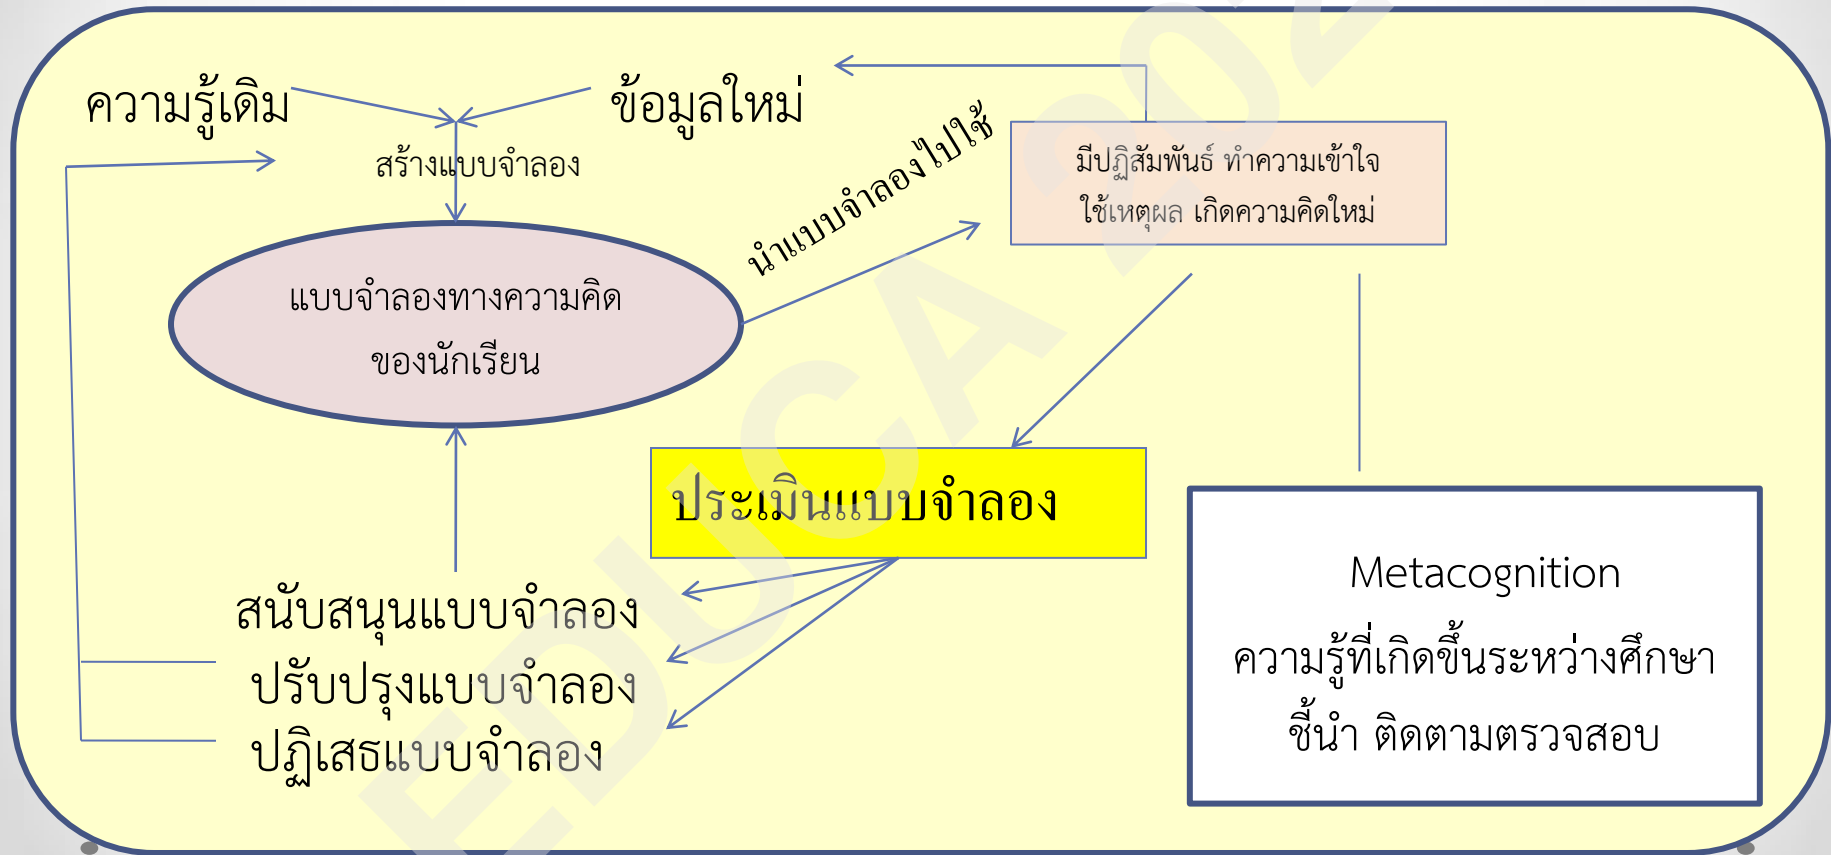 ความรู้เดิม
ข้อมูลใหม่
สร้างแบบจำลอง
นำแบบจำลองไปใช้
มีปฏิสัมพันธ์ ทำความเข้าใจ
ใช้เหตุผล เกิดความคิดใหม่
แบบจำลองทางความคิด
ของนักเรียน
ประเมินแบบจำลอง
สนับสนุนแบบจำลอง
ปรับปรุงแบบจำลอง
ปฏิเสธแบบจำลอง
Metacognition
ความรู้ที่เกิดขึ้นระหว่างศึกษา
ชี้นำ ติดตามตรวจสอบ
EDUCA